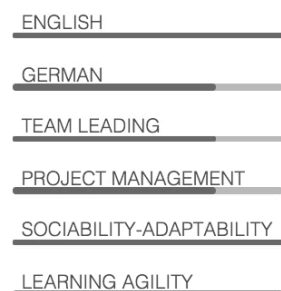 ENGLISH
GERMAN
TEAM LEADING
PROJECT MANAGEMENT
SOCIABILITY-ADAPTABILITY
LEARNING AGILITY